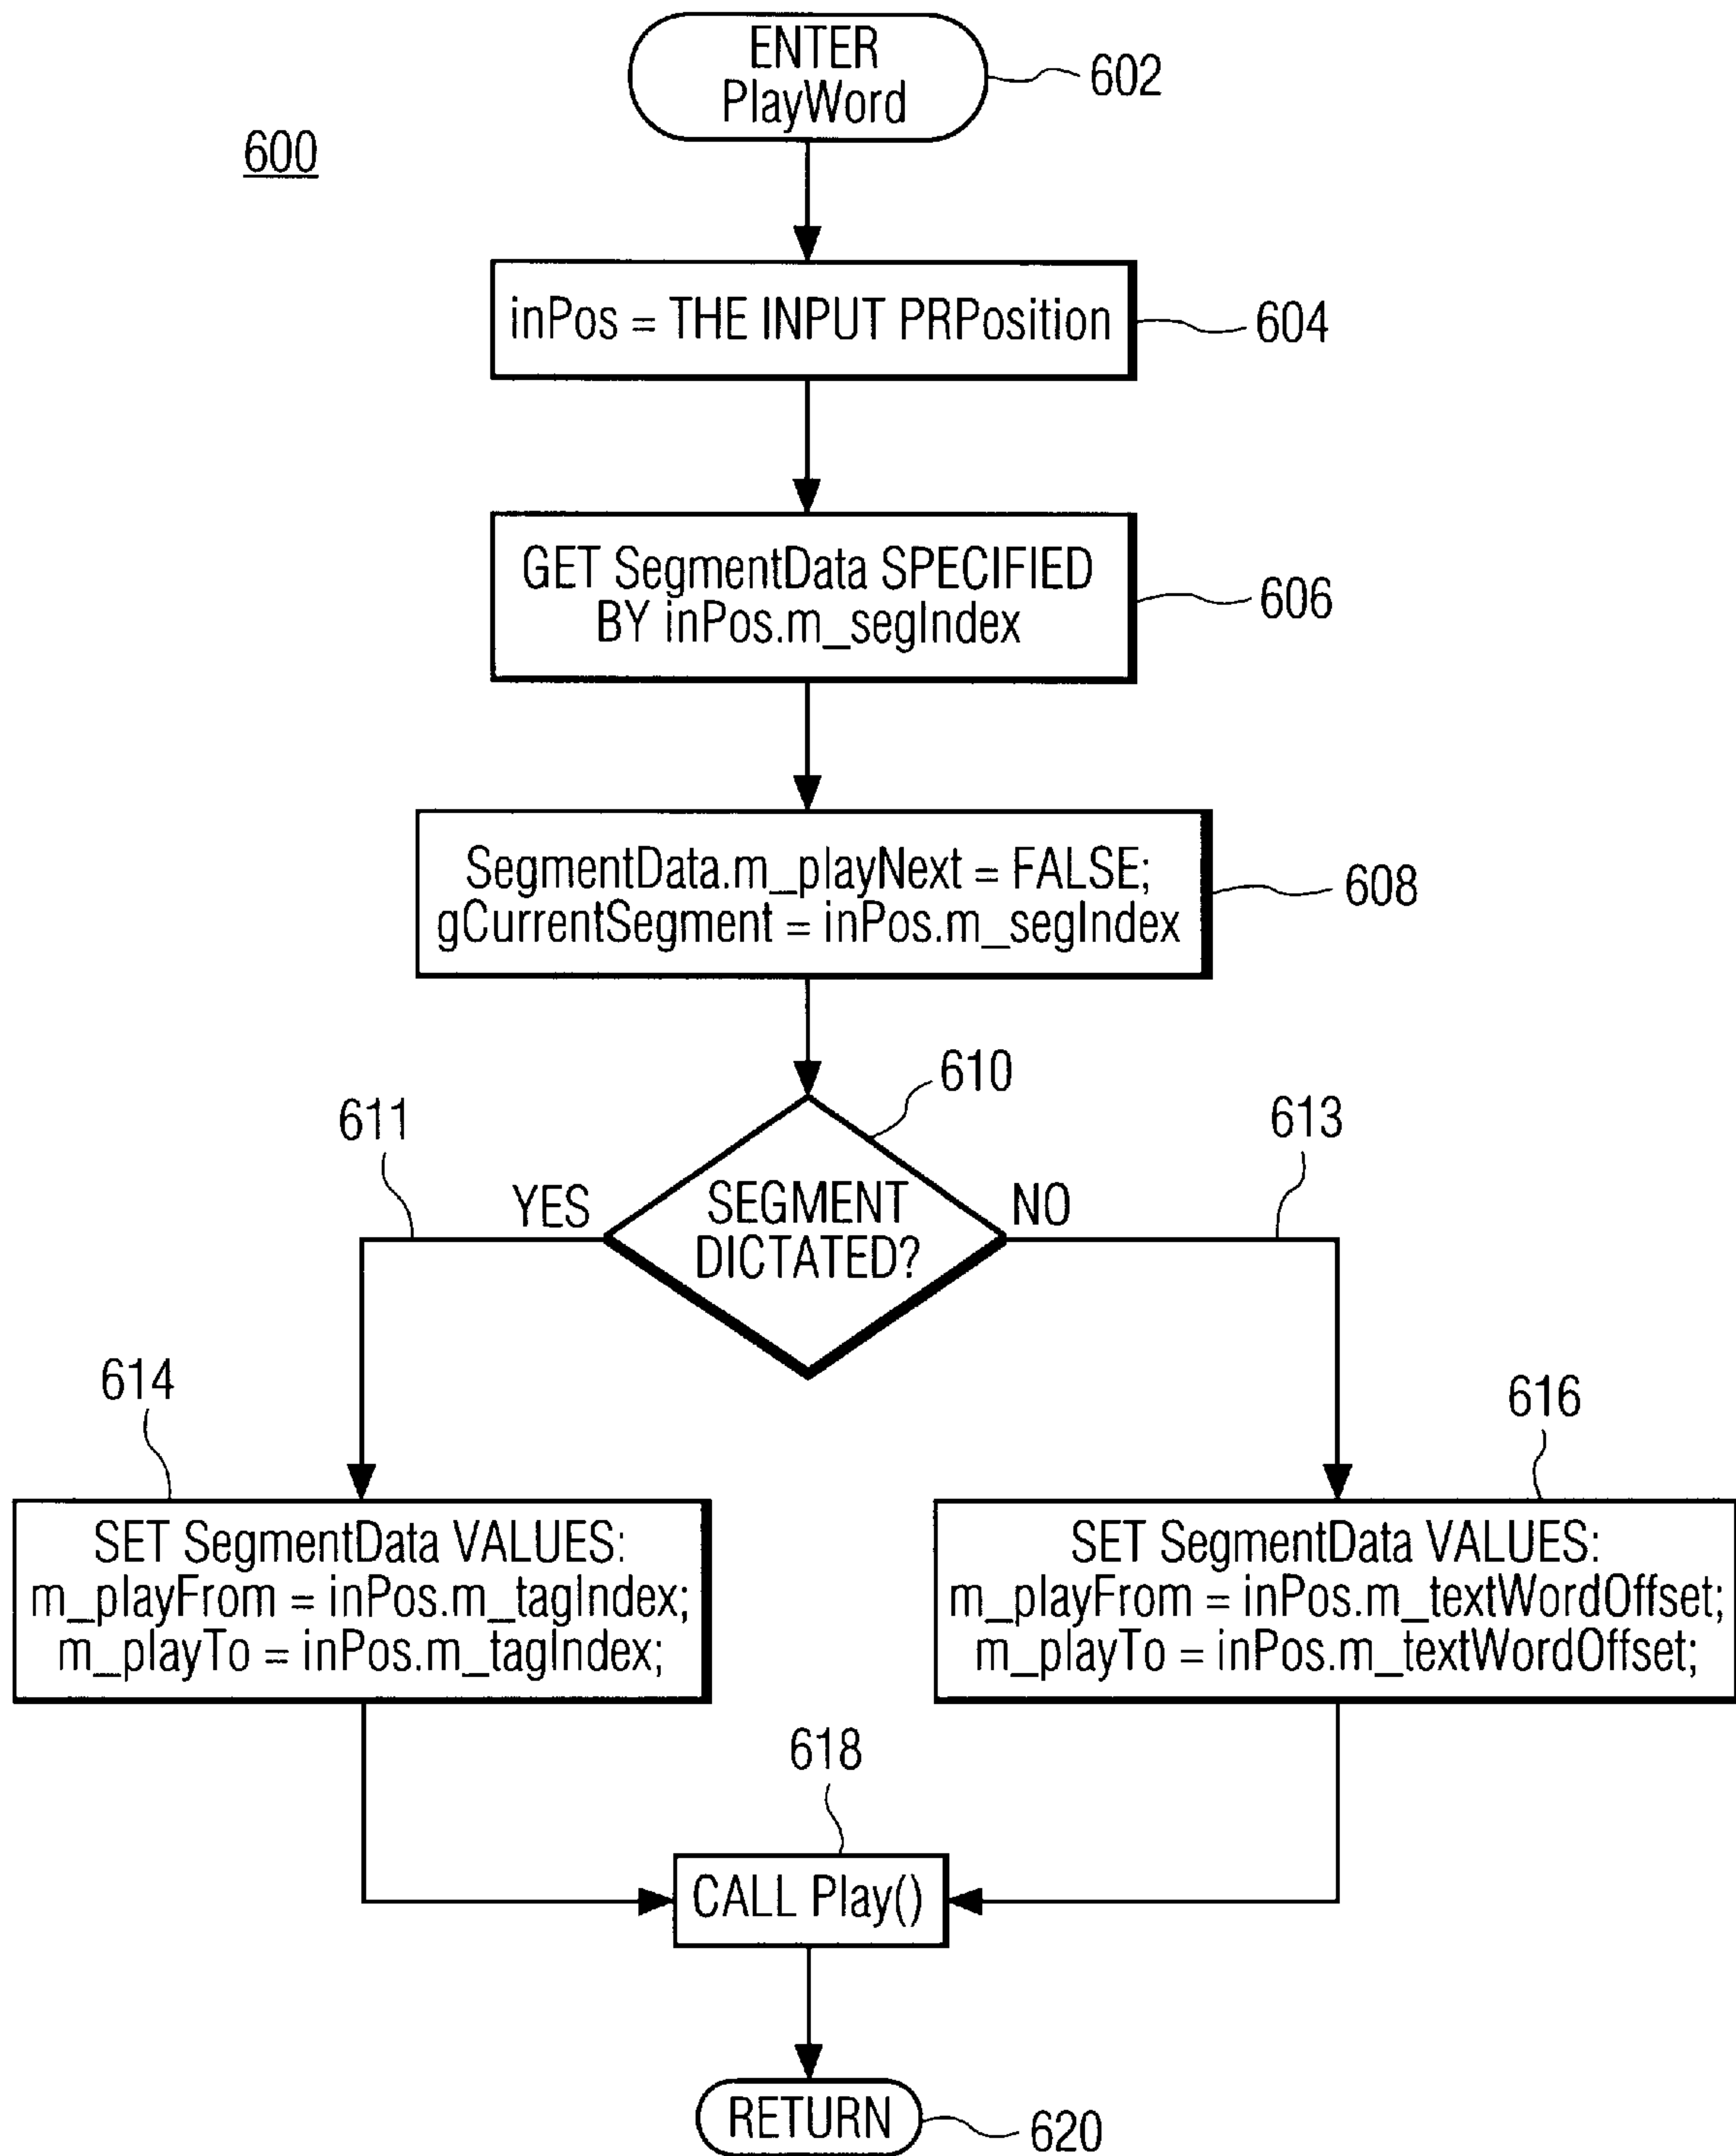 ENTER
PlayWord
602
600
inPos = THE INPUT PRPosition
604
GET SegmentData SPECIFIED
BY inPos.m_segIndex
606
SegmentData.m_playNext = FALSE;
gCurrentSegment = inPos.m_segIndex
608
610
611
613
YES
SEGMENT
DICTATED?
NO
614
616
SET SegmentData VALUES:
m_playFrom = inPos.m_tagIndex;
m_playTo = inPos.m_tagIndex;
SET SegmentData VALUES:
m_playFrom = inPos.m_textWordOffset;
m_playTo = inPos.m_textWordOffset;
618
CALL Play()
RETURN
620